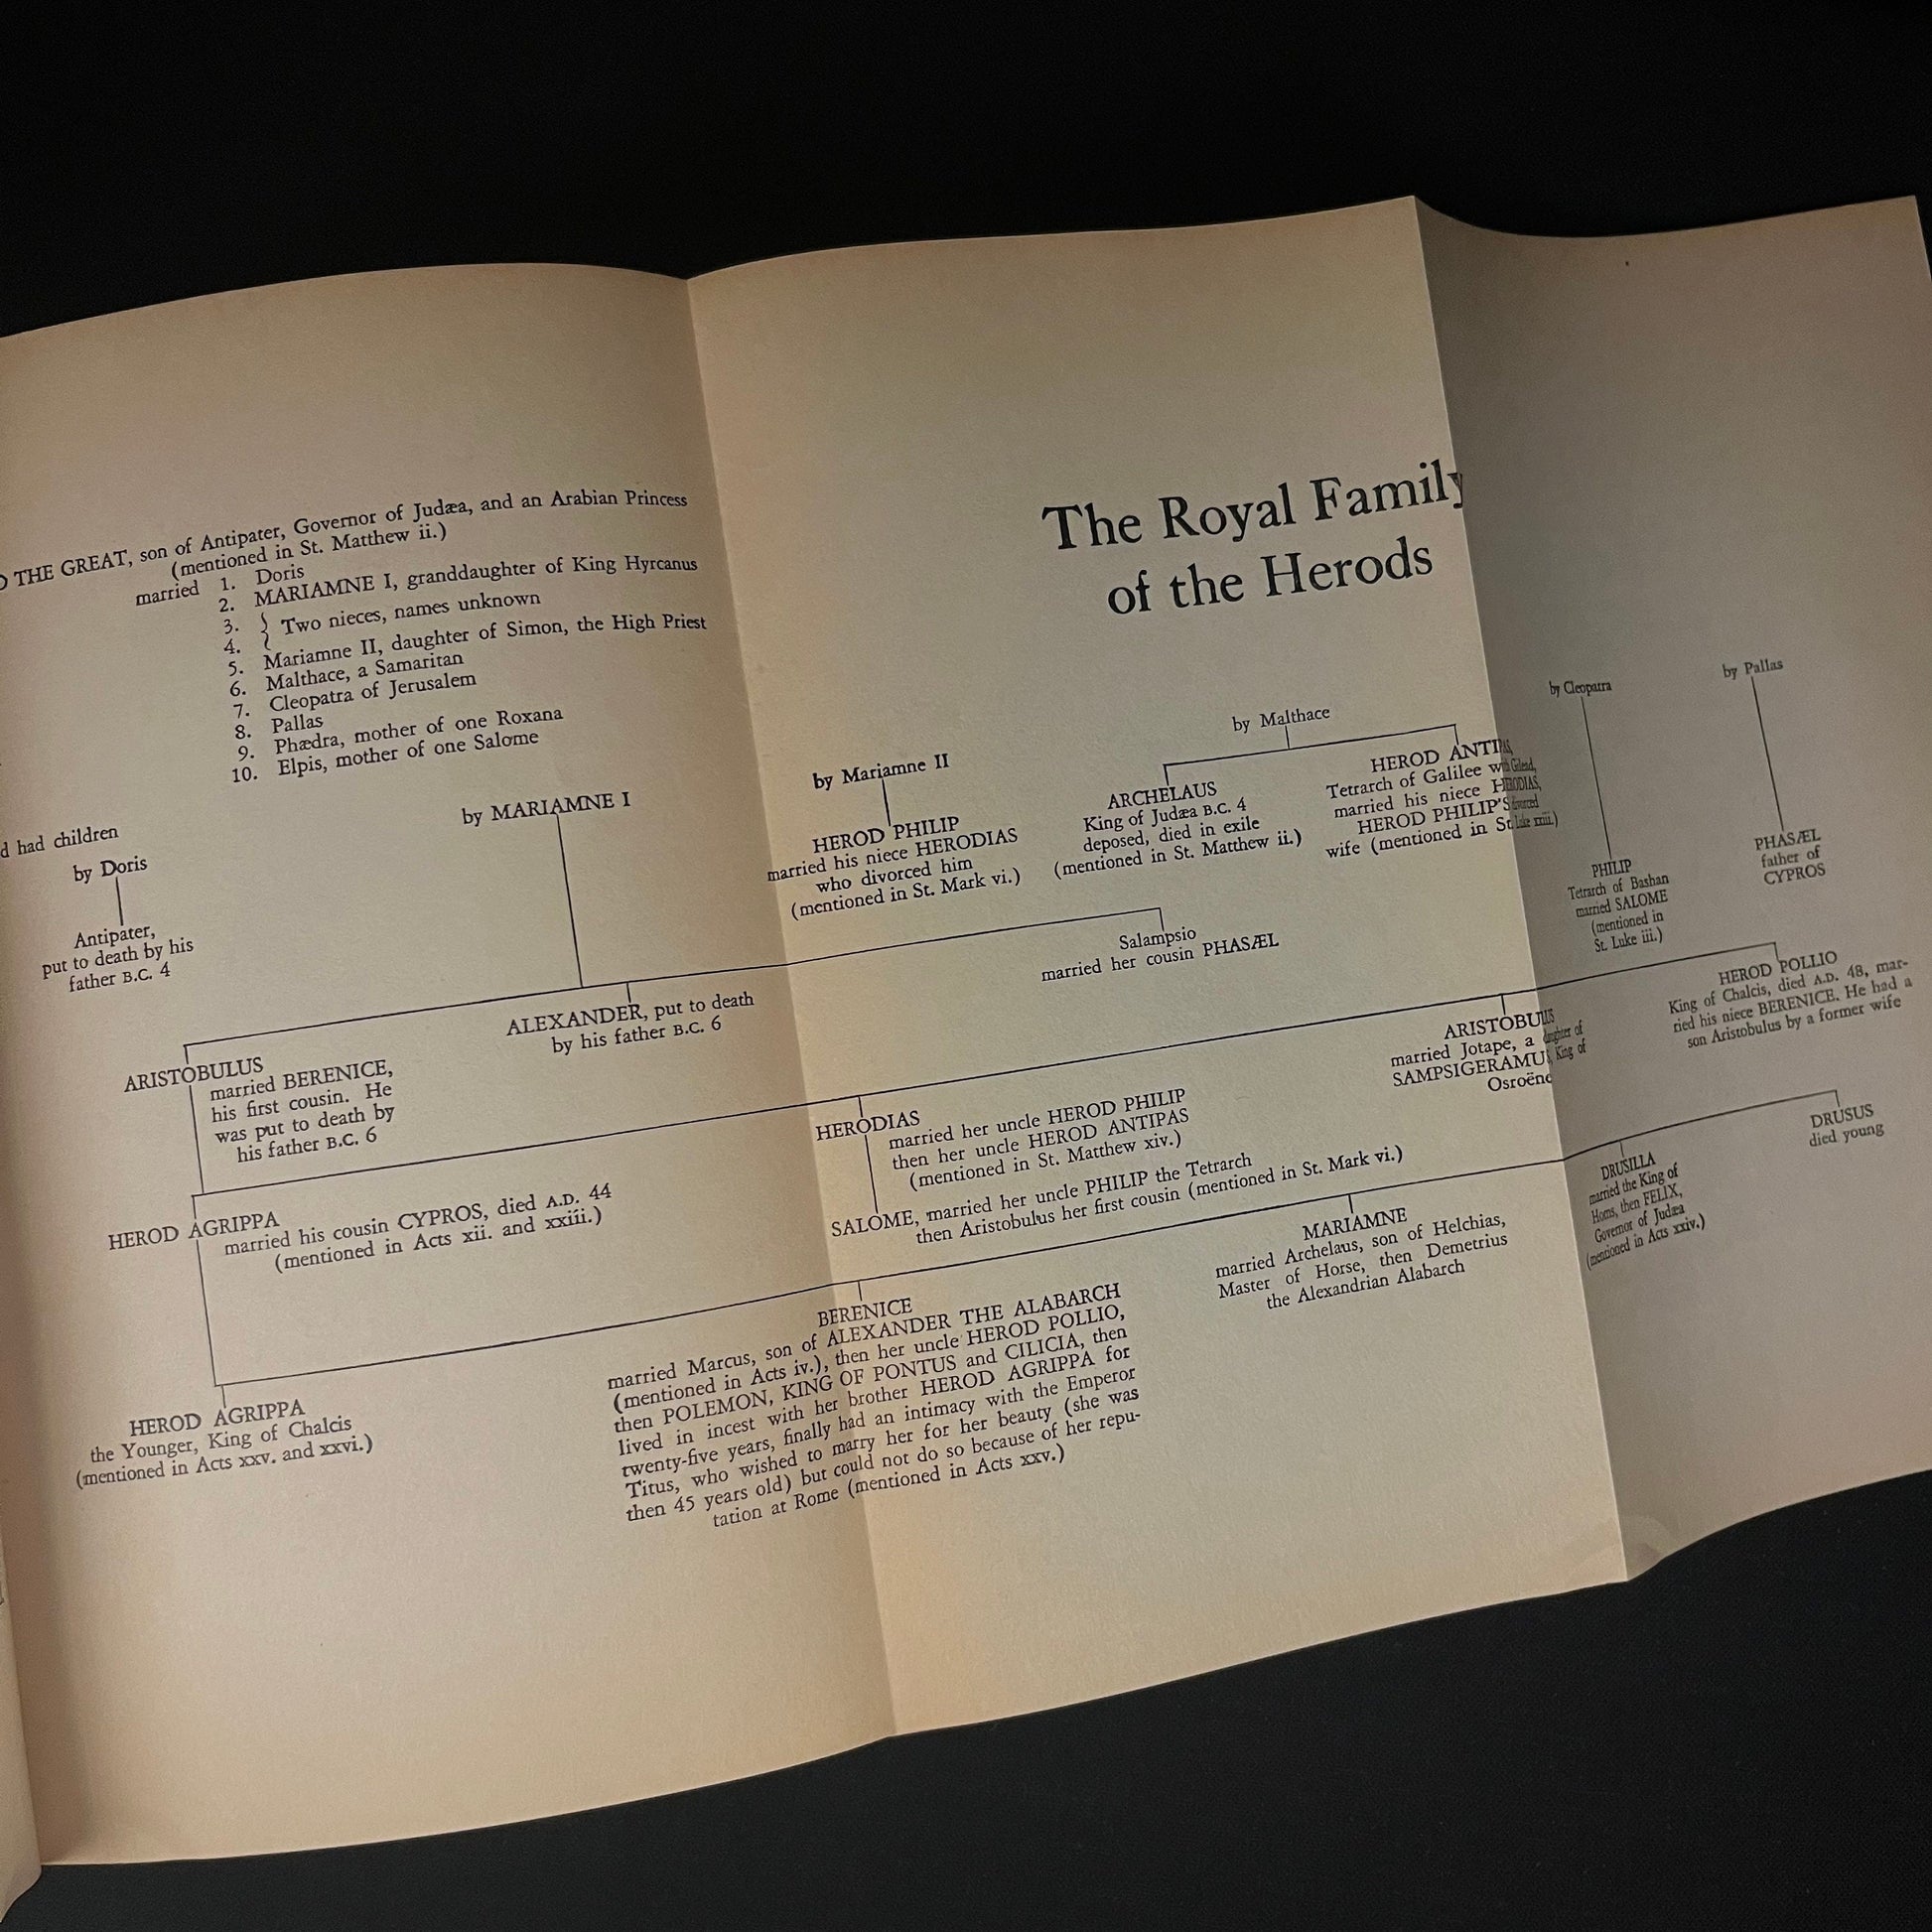 The Royal Family
of the Herods
THE GREAT, son of Antipater, Governor of Judæa, and an Arabian Princess
(mentioned in St. Matthew ii.)
married 1. Doris
2. MARIAMNE I, granddaughter of King Hyrcanus
3. } Two nieces, names unknown
4. {
5. Mariamne II, daughter of Simon, the High Priest
6. Malthace, a Samaritan
7. Cleopatra of Jerusalem
8. Pallas
9. Phædra, mother of one Roxana
10. Elpis, mother of one Salome
had children
by Doris
Antipater,
put to death by his
father B.C. 4
by MARIAMNE I
by Mariamne II
HEROD PHILIP
married his niece HERODIAS
who divorced him
(mentioned in St. Mark vi.)
by Malthace
ARCHELAUS
King of Judæa B.C. 4
deposed, died in exile
(mentioned in St. Matthew ii.)
HEROD ANTIPAS,
Tetrarch of Galilee with Gilead,
married his niece HERODIAS,
HEROD PHILIP'S divorced
wife (mentioned in St. Luke xxiii.)
by Cleopatra
PHILIP
Tetrarch of Bashan
married SALOME
(mentioned in
St. Luke iii.)
by Pallas
PHASÆL
father of
CYPROS
ARISTOBULUS
married BERENICE,
his first cousin. He
was put to death by
his father B.C. 6
ALEXANDER, put to death
by his father B.C. 6
Salampsio
married her cousin PHASÆL
HEROD AGRIPPA
married his cousin CYPROS, died A.D. 44
(mentioned in Acts xii. and xxiii.)
HERODIAS
married her uncle HEROD PHILIP
then her uncle HEROD ANTIPAS
(mentioned in St. Matthew xiv.)
SALOME, married her uncle PHILIP the Tetrarch
then Aristobulus her first cousin (mentioned in St. Mark vi.)
ARISTOBULUS
married Jotape, a daughter of
SAMPSIGERAMUS, King of
Osroëne
HEROD POLLIO
King of Chalcis, died A.D. 48, mar-
ried his niece BERENICE. He had a
son Aristobulus by a former wife
HEROD AGRIPPA
the Younger, King of Chalcis
(mentioned in Acts xxv. and xxvi.)
BERENICE
married Marcus, son of ALEXANDER THE ALABARCH
(mentioned in Acts iv.), then her uncle HEROD POLLIO,
then POLEMON, KING OF PONTUS and CILICIA, then
lived in incest with her brother HEROD AGRIPPA for
twenty-five years, finally had an intimacy with the Emperor
Titus, who wished to marry her for her beauty (she was
then 45 years old) but could not do so because of her repu-
tation at Rome (mentioned in Acts xxv.)
MARIAMNE
married Archelaus, son of Helchias,
Master of Horse, then Demetrius
the Alexandrian Alabarch
DRUSILLA
married the King of
Homs, then FELIX,
Governor of Judæa
(mentioned in Acts xxiv.)
DRUSUS
died young